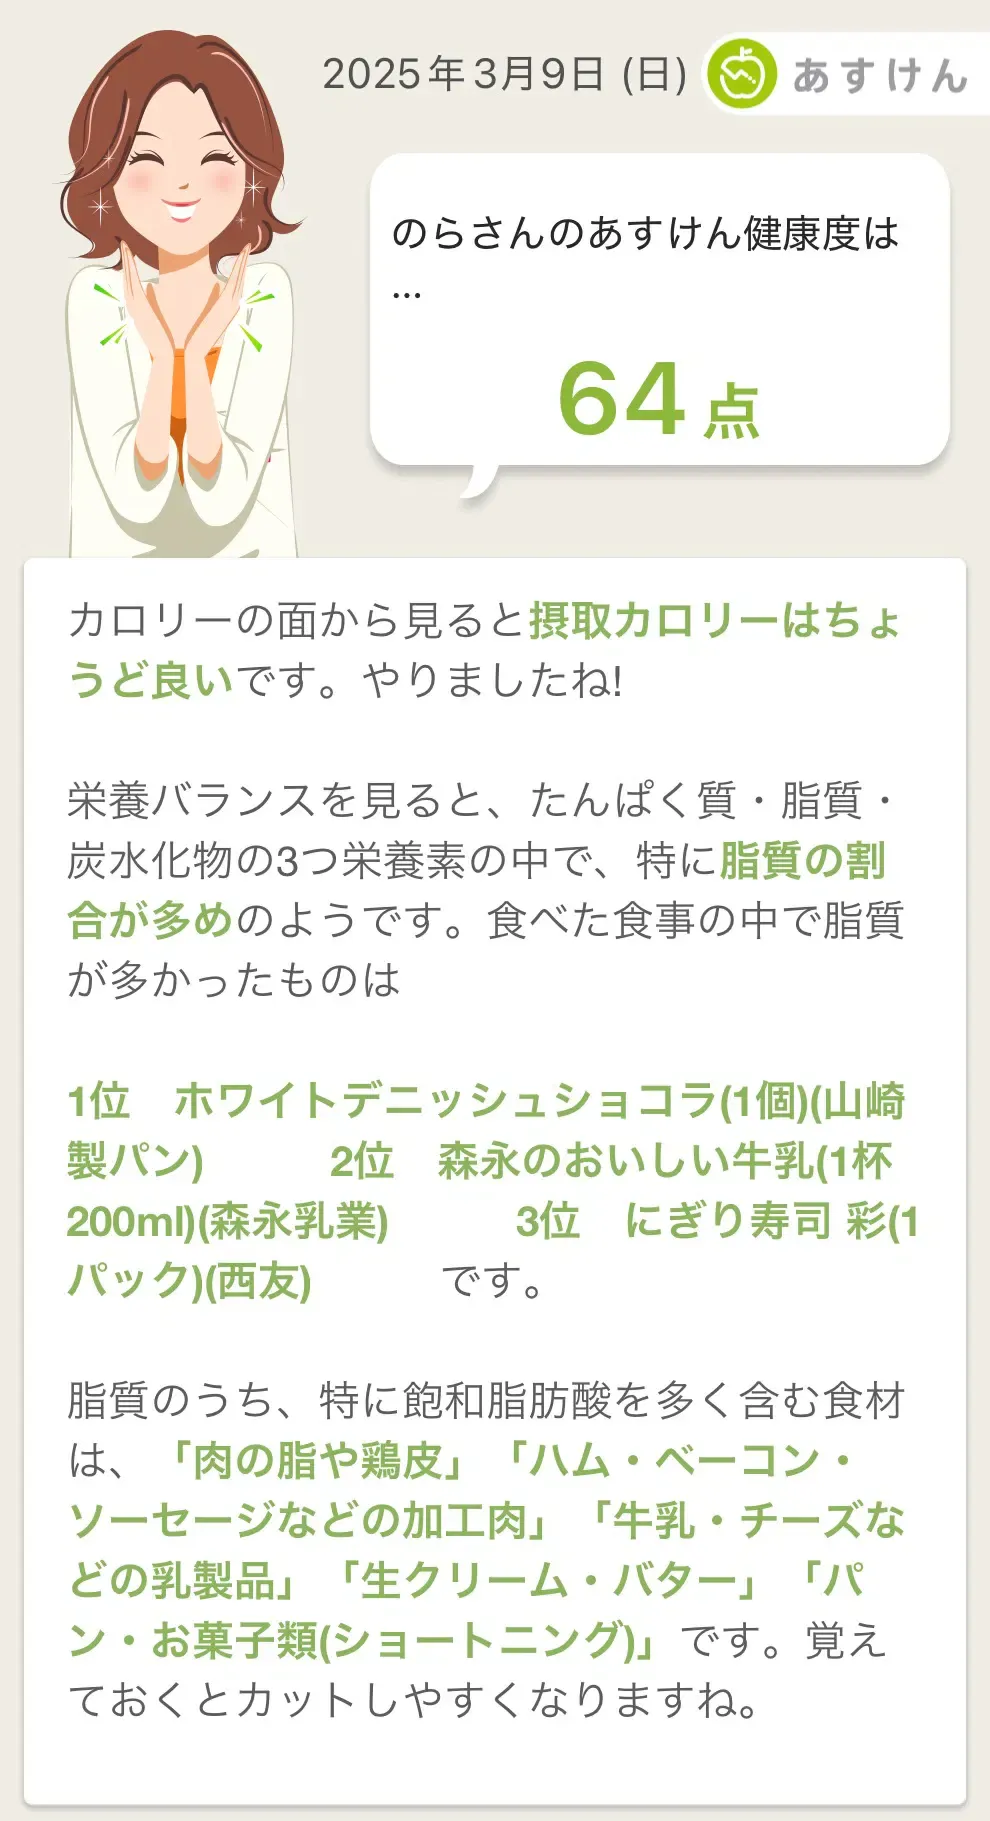 2025年3月9日 (日)
あすけん
のらさんのあすけん健康度は
...
64点
カロリーの面から見ると摂取カロリーはちょ
うど良いです。やりましたね!
栄養バランスを見ると、たんぱく質・脂質・
炭水化物の3つ栄養素の中で、特に脂質の割
合が多めのようです。食べた食事の中で脂質
が多かったものは
1位　ホワイトデニッシュショコラ(1個)(山崎
製パン)　　　2位　森永のおいしい牛乳(1杯
200ml)(森永乳業)　　　3位　にぎり寿司 彩(1
パック)(西友)　　　です。
脂質のうち、特に飽和脂肪酸を多く含む食材
は、「肉の脂や鶏皮」「ハム・ベーコン・
ソーセージなどの加工肉」「牛乳・チーズな
どの乳製品」「生クリーム・バター」「パ
ン・お菓子類(ショートニング)」です。覚え
ておくとカットしやすくなりますね。